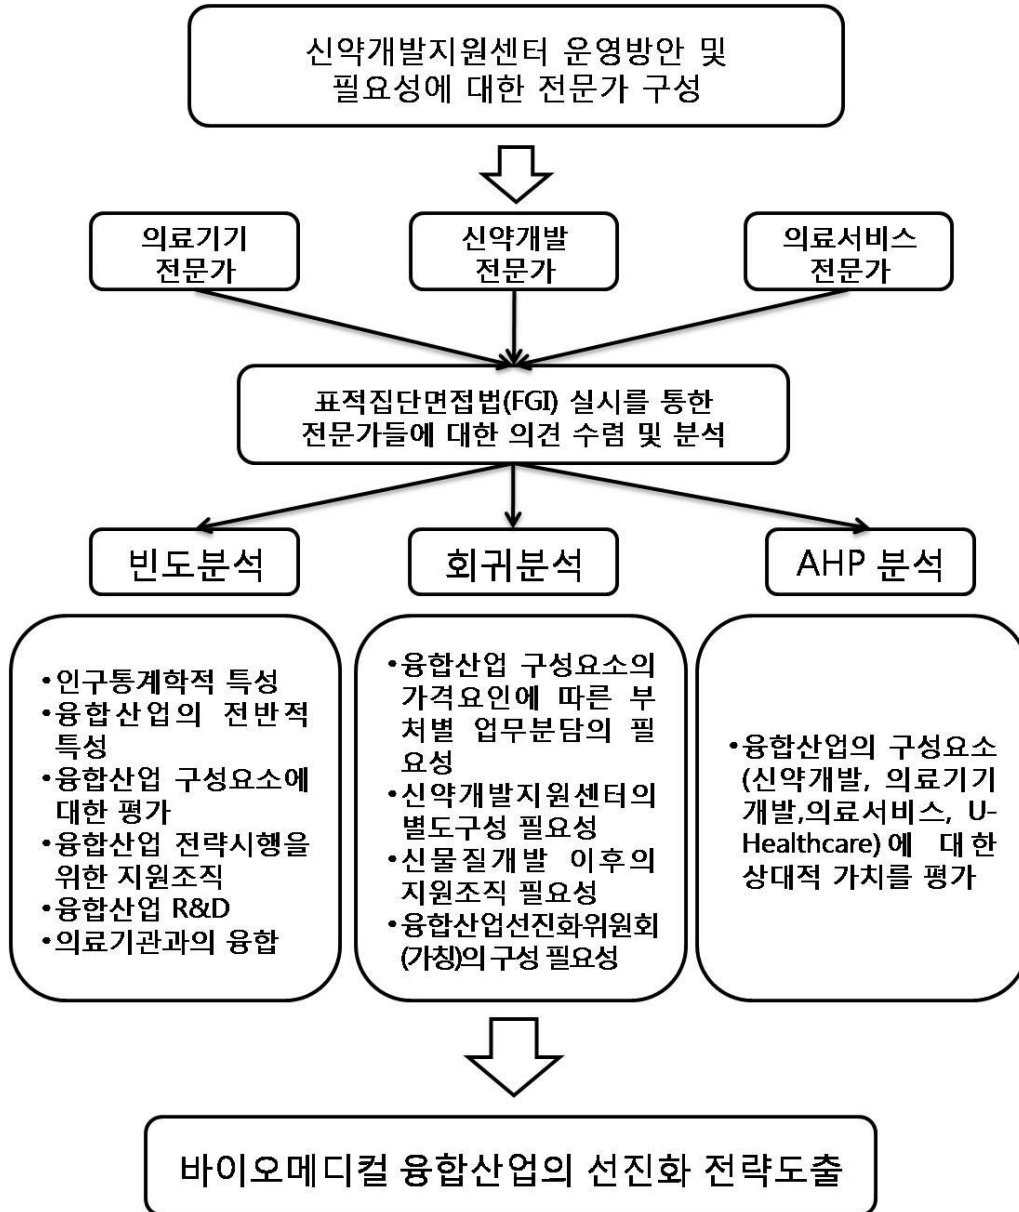 신약개발지원센터 운영방안 및
필요성에 대한 전문가 구성
의료기기
전문가
신약개발
전문가
의료서비스
전문가
표적집단면접법(FGI) 실시를 통한
전문가들에 대한 의견 수렴 및 분석
빈도분석
회귀분석
AHP 분석
•인구통계학적 특성
•융합산업의 전반적
특성
•융합산업 구성요소에
대한 평가
•융합산업 전략시행을
위한 지원조직
•융합산업 R&D
•의료기관과의 융합
•융합산업 구성요소의
가격요인에 따른 부
처별 업무분담의 필
요성
•신약개발지원센터의
별도구성 필요성
•신물질개발 이후의
지원조직 필요성
•융합산업선진화위원회
(가칭)의 구성 필요성
•융합산업의 구성요소
(신약개발, 의료기기
개발,의료서비스, U-
Healthcare)에 대한
상대적 가치를 평가
바이오메디컬 융합산업의 선진화 전략도출